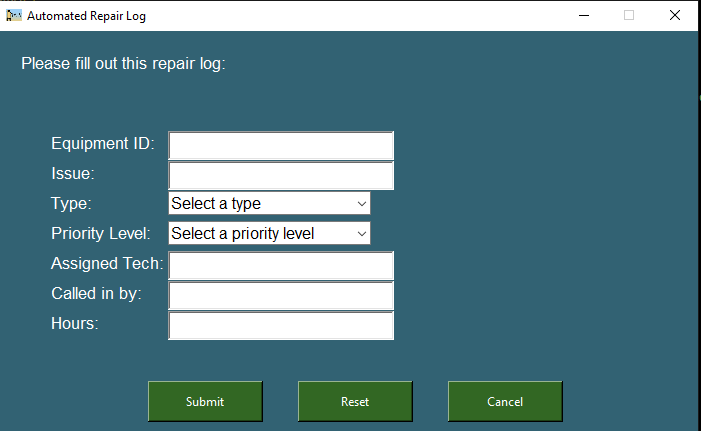 Automated Repair Log
Please fill out this repair log:
Equipment ID:
Issue:
Type: Select a type
Priority Level: Select a priority level
Assigned Tech:
Called in by:
Hours:
Submit Reset Cancel